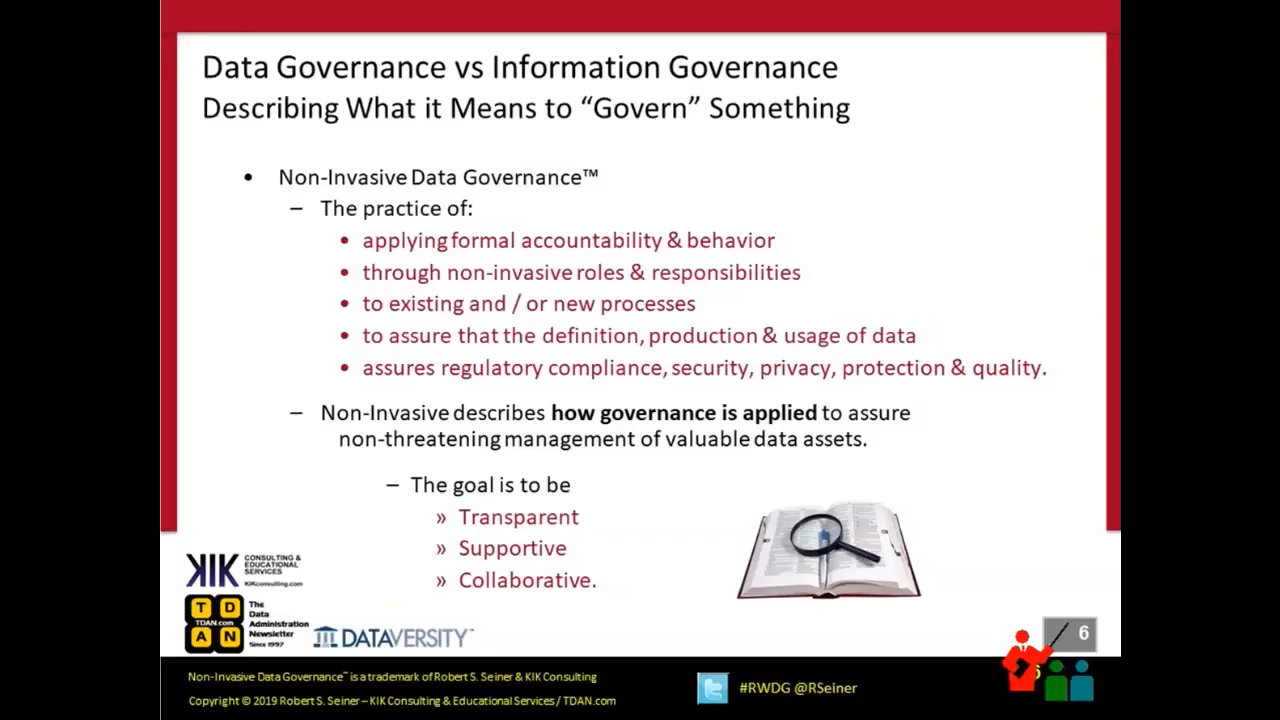 Data Governance vs Information Governance
Describing What it Means to “Govern” Something
• Non-Invasive Data Governance™
– The practice of:
• applying formal accountability & behavior
• through non-invasive roles & responsibilities
• to existing and / or new processes
• to assure that the definition, production & usage of data
• assures regulatory compliance, security, privacy, protection & quality.
– Non-Invasive describes how governance is applied to assure
non-threatening management of valuable data assets.
– The goal is to be
» Transparent
» Supportive
» Collaborative.
KIK CONSULTING &
EDUCATIONAL
SERVICES
KIKconsulting.com
T D
TDAN.com
A N
The
Data
Administration
Newsletter
Since 1997
DATAVERSITY™
6
Non-Invasive Data Governance™ is a trademark of Robert S. Seiner & KIK Consulting
Copyright © 2019 Robert S. Seiner – KIK Consulting & Educational Services / TDAN.com
#RWDG @RSeiner